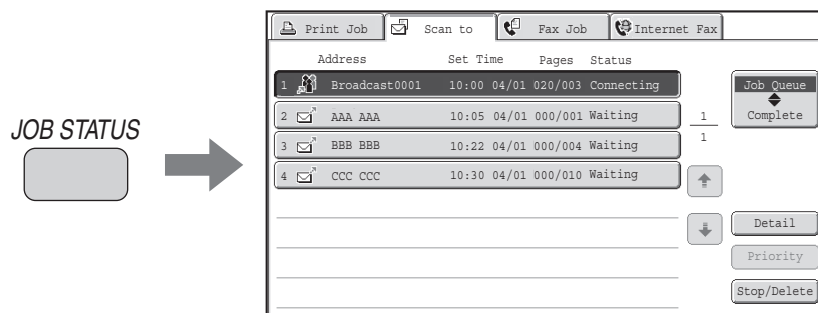 JOB STATUS
Print Job Scan to Fax Job Internet Fax
Address Set Time Pages Status
1 Broadcast0001 10:00 04/01 020/003 Connecting
2 AAA AAA 10:05 04/01 000/001 Waiting
3 BBB BBB 10:22 04/01 000/004 Waiting
4 CCC CCC 10:30 04/01 000/010 Waiting
1
1
Job Queue
Complete
Detail
Priority
Stop/Delete